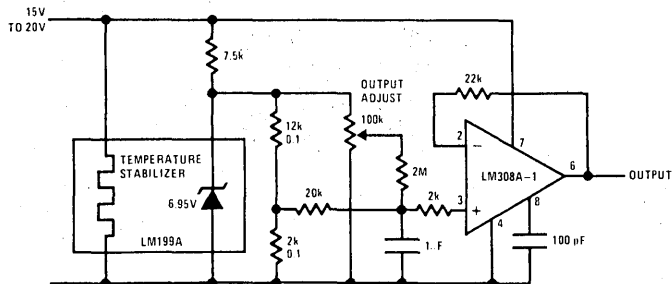 15V
TO 20V
7.5k
OUTPUT
ADJUST
22k
12k
0.1
100k
2
7
TEMPERATURE
STABILIZER
2M
LM308A-1
6
OUTPUT
6.95V
20k
2k
3
8
4
2k
0.1
1..F
100 pF
LM199A